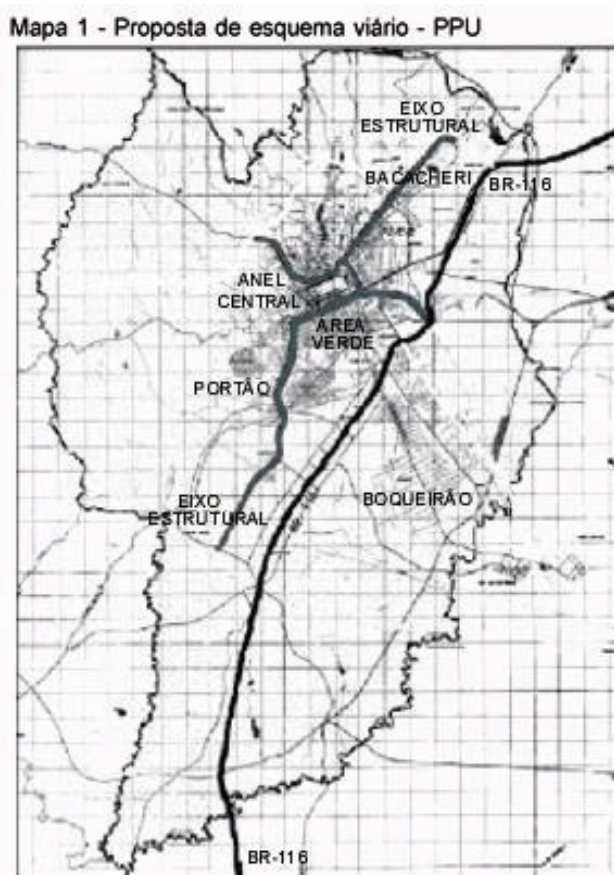 Mapa 1 - Proposta de esquema viário - PPU
EIXO
ESTRUTURAL
BACACHERI
BR-116
ANEL
CENTRAL
ÁREA
VERDE
PORTÃO
EIXO
ESTRUTURAL
BOQUEIRÃO
BR-116